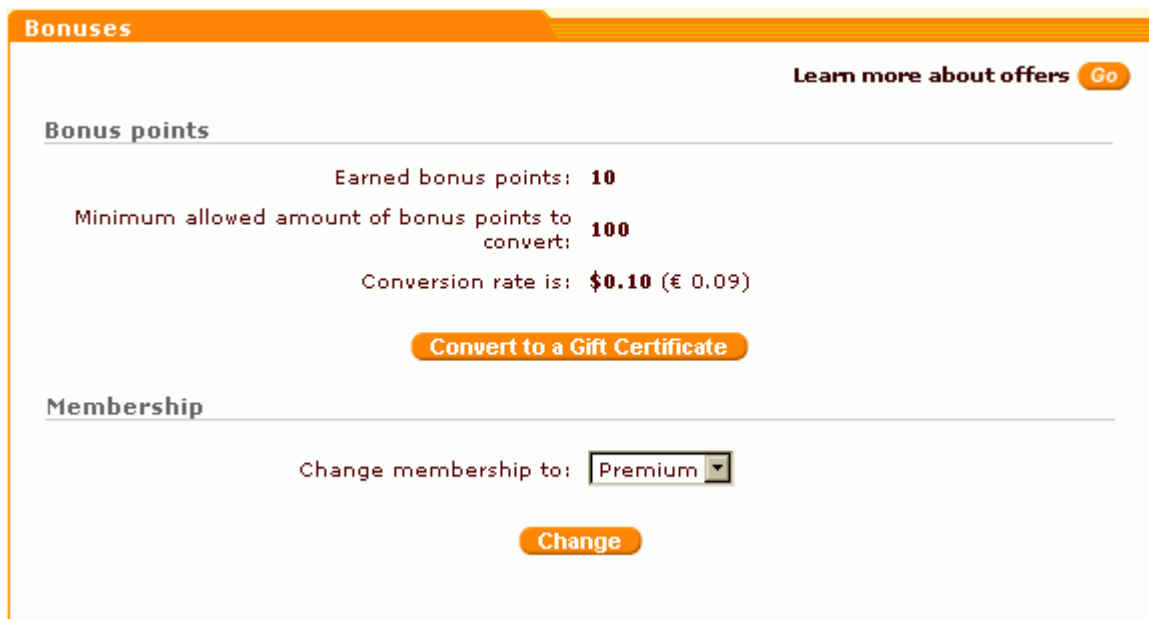 Bonuses
Learn more about offers Go
Bonus points
Earned bonus points: 10
Minimum allowed amount of bonus points to
convert: 100
Conversion rate is: $0.10 (€ 0.09)
Convert to a Gift Certificate
Membership
Change membership to: Premium
Change